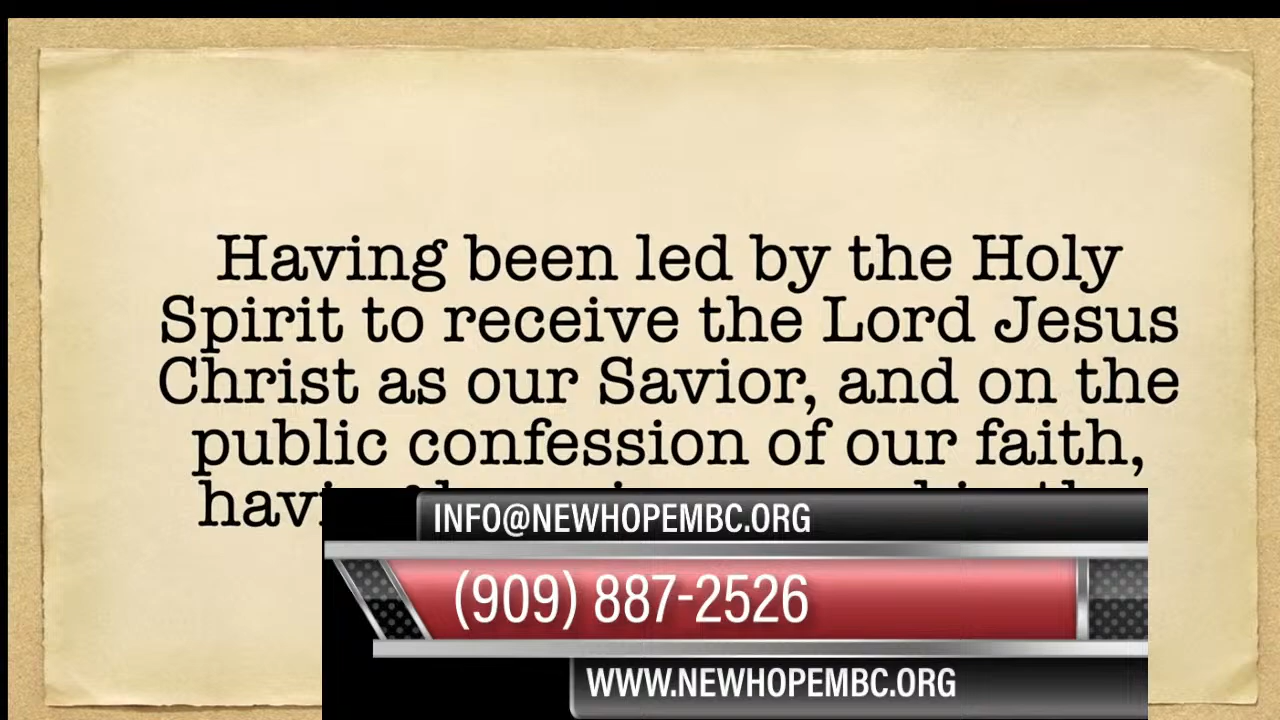 Having been led by the Holy
Spirit to receive the Lord Jesus
Christ as our Savior, and on the
public confession of our faith,
INFO@NEWHOPEMBC.ORG
(909) 887-2526
WWW.NEWHOPEMBC.ORG